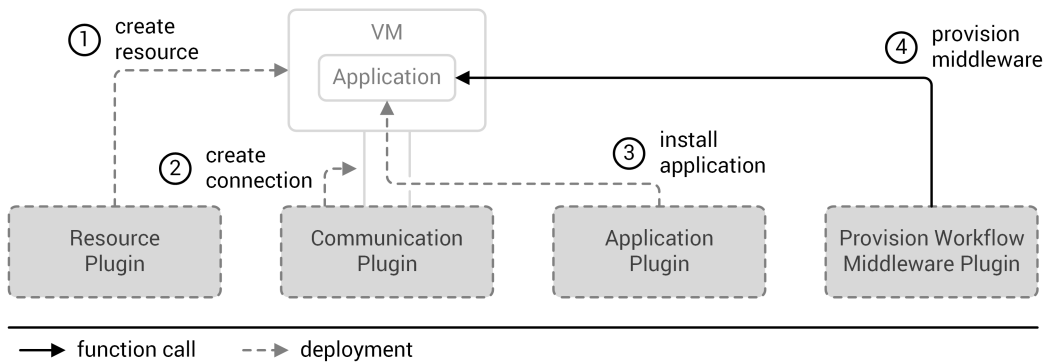 1
create
resource
VM
Application
4
provision
middleware
2
create
connection
3
install
application
Resource
Plugin
Communication
Plugin
Application
Plugin
Provision Workflow
Middleware Plugin
function call
deployment